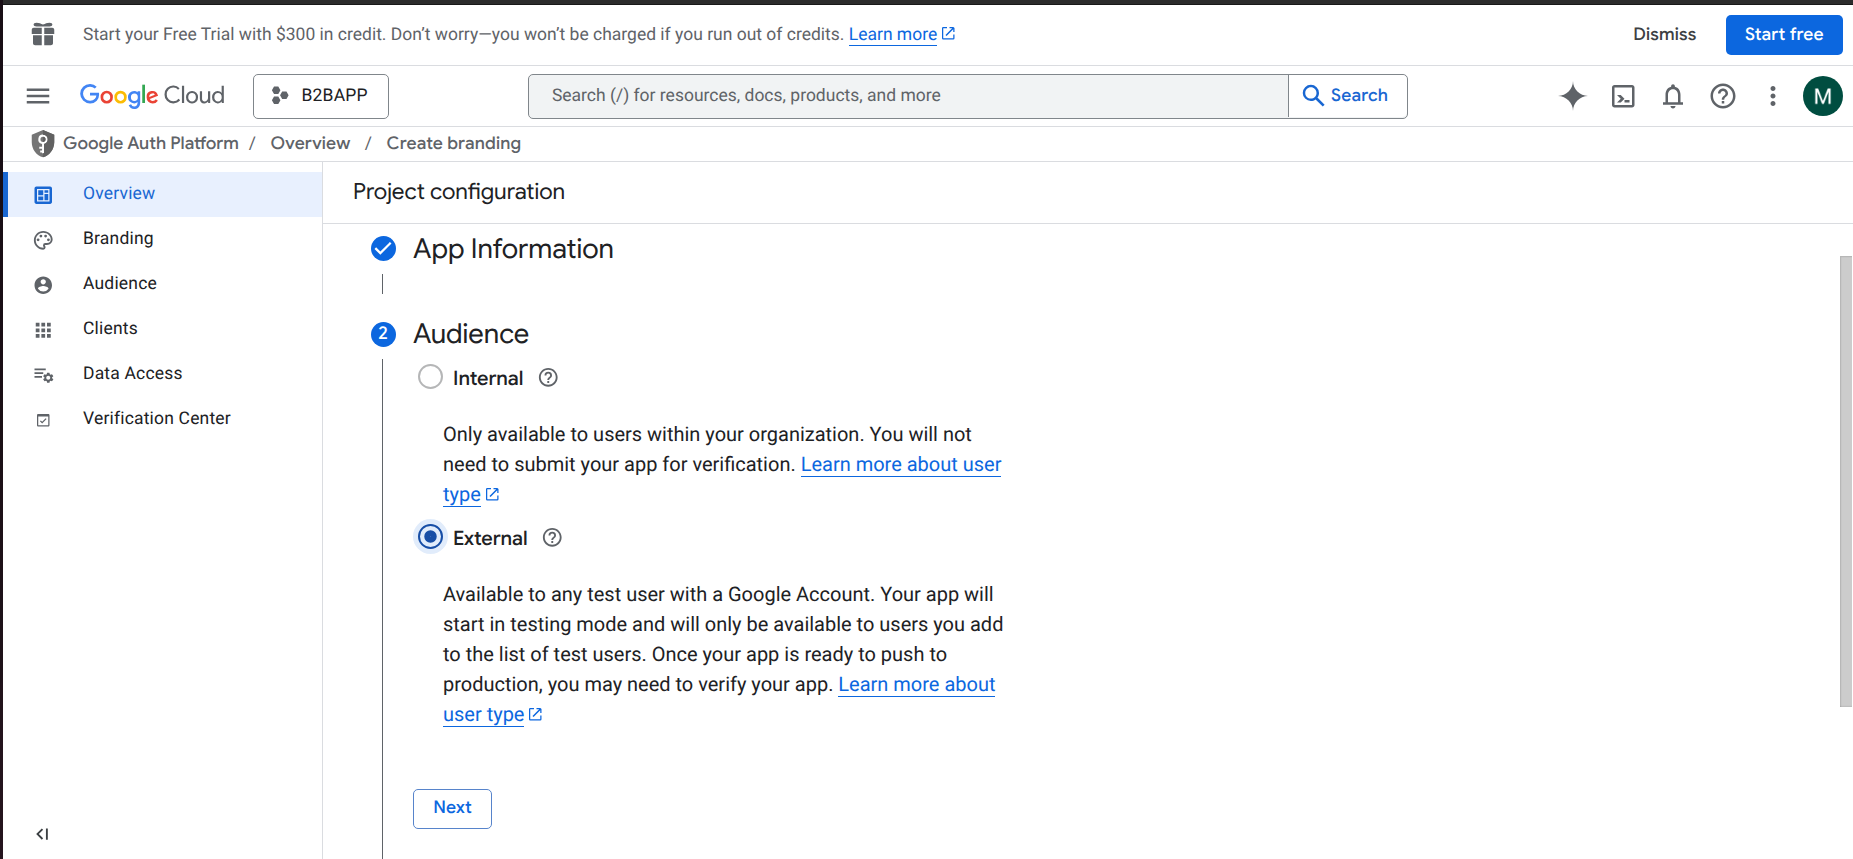 Start your Free Trial with $300 in credit. Don't worry—you won't be charged if you run out of credits. Learn more
Dismiss
Start free
Google Cloud
B2BAPP
Search (/) for resources, docs, products, and more
Search
M
Google Auth Platform / Overview / Create branding
Overview
Branding
Audience
Clients
Data Access
Verification Center
Project configuration
App Information
2 Audience
Internal
Only available to users within your organization. You will not
need to submit your app for verification. Learn more about user
type
External
Available to any test user with a Google Account. Your app will
start in testing mode and will only be available to users you add
to the list of test users. Once your app is ready to push to
production, you may need to verify your app. Learn more about
user type
Next